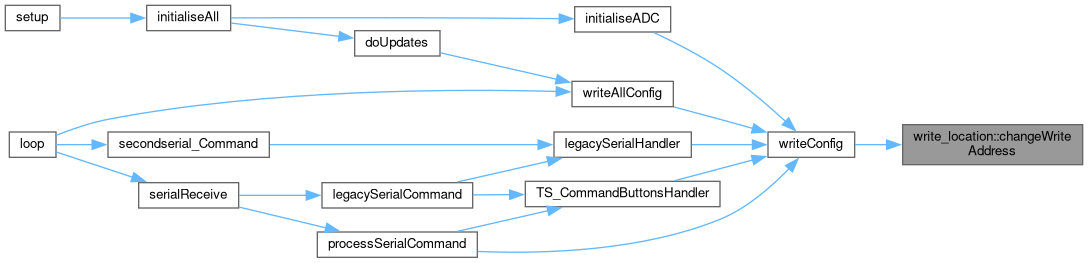 setup
initialiseAll
initialiseADC
doUpdates
writeAllConfig
loop
secondserial_Command
legacySerialHandler
writeConfig
write_location::changeWrite
Address
serialReceive
legacySerialCommand
TS_CommandButtonsHandler
processSerialCommand